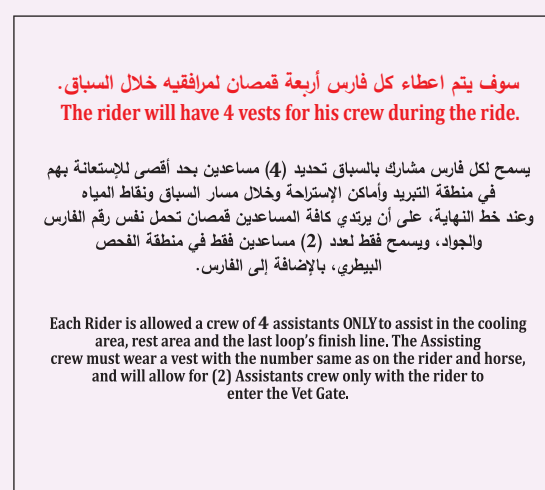 سوف يتم اعطاء كل فارس أربعة قمصان لمرافقيه خلال السباق.
The rider will have 4 vests for his crew during the ride.
يسمح لكل فارس مشارك بالسباق تحديد (4) مساعدين بحد أقصى للإستعانة بهم
في منطقة التبريد وأماكن الإستراحة وخلال مسار السباق ونقاط المياه
وعند خط النهاية، على أن يرتدي كافة المساعدين قمصان تحمل نفس رقم الفارس
والجواد، ويسمح فقط لعدد (2) مساعدين فقط في منطقة الفحص
البيطري، بالإضافة إلى الفارس.
Each Rider is allowed a crew of 4 assistants ONLY to assist in the cooling
area, rest area and the last loop's finish line. The Assisting
crew must wear a vest with the number same as on the rider and horse,
and will allow for (2) Assistants crew only with the rider to
enter the Vet Gate.